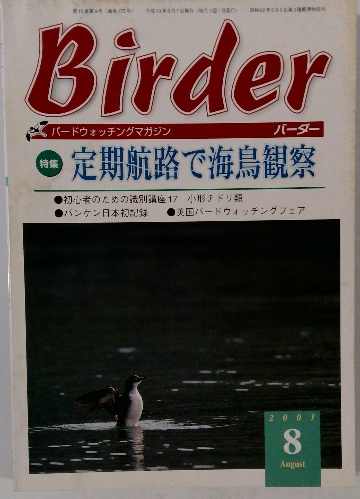 Birder
バードウォッチングマガジン バーダー
特集 定期航路で海鳥観察
●初心者のための識別講座17 小形チドリ類
●バンケン日本初記録 ●英国バードウォッチングフェア
2001
8
August